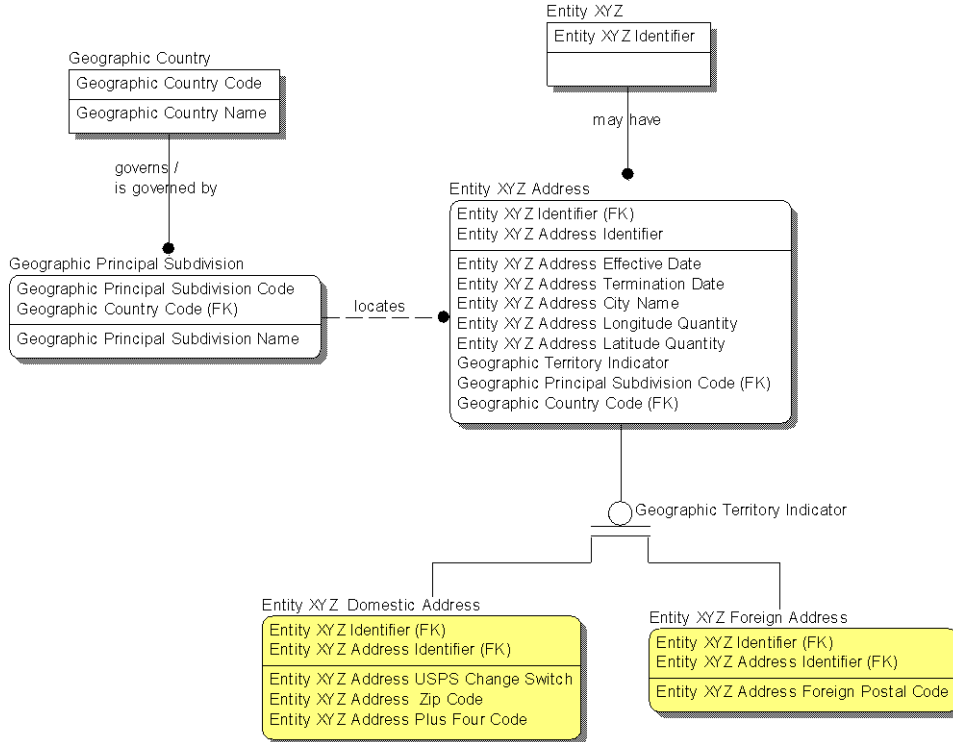 Entity XYZ
Entity XYZ Identifier
Geographic Country
Geographic Country Code
Geographic Country Name
may have
governs /
is governed by
Entity XYZ Address
Entity XYZ Identifier (FK)
Entity XYZ Address Identifier
Entity XYZ Address Effective Date
Entity XYZ Address Termination Date
Entity XYZ Address City Name
Entity XYZ Address Longitude Quantity
Entity XYZ Address Latitude Quantity
Geographic Territory Indicator
Geographic Principal Subdivision Code (FK)
Geographic Country Code (FK)
Geographic Principal Subdivision
Geographic Principal Subdivision Code
Geographic Country Code (FK)
Geographic Principal Subdivision Name
locates
Geographic Territory Indicator
Entity XYZ Domestic Address
Entity XYZ Identifier (FK)
Entity XYZ Address Identifier (FK)
Entity XYZ Address USPS Change Switch
Entity XYZ Address Zip Code
Entity XYZ Address Plus Four Code
Entity XYZ Foreign Address
Entity XYZ Identifier (FK)
Entity XYZ Address Identifier (FK)
Entity XYZ Address Foreign Postal Code